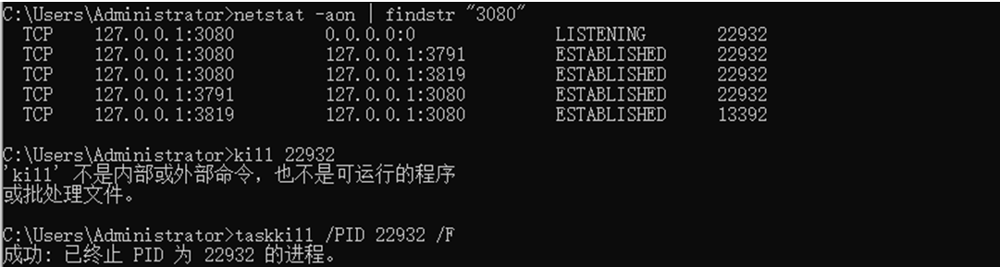 C:\Users\Administrator>netstat -aon | findstr "3080"
TCP 127.0.0.1:3080 0.0.0.0:0 LISTENING 22932
TCP 127.0.0.1:3080 127.0.0.1:3791 ESTABLISHED 22932
TCP 127.0.0.1:3080 127.0.0.1:3819 ESTABLISHED 22932
TCP 127.0.0.1:3791 127.0.0.1:3080 ESTABLISHED 22932
TCP 127.0.0.1:3819 127.0.0.1:3080 ESTABLISHED 13392
C:\Users\Administrator>kill 22932
'kill' 不是内部或外部命令，也不是可运行的程序
或批处理文件。
C:\Users\Administrator>taskkill /PID 22932 /F
成功: 已终止 PID 为 22932 的进程。